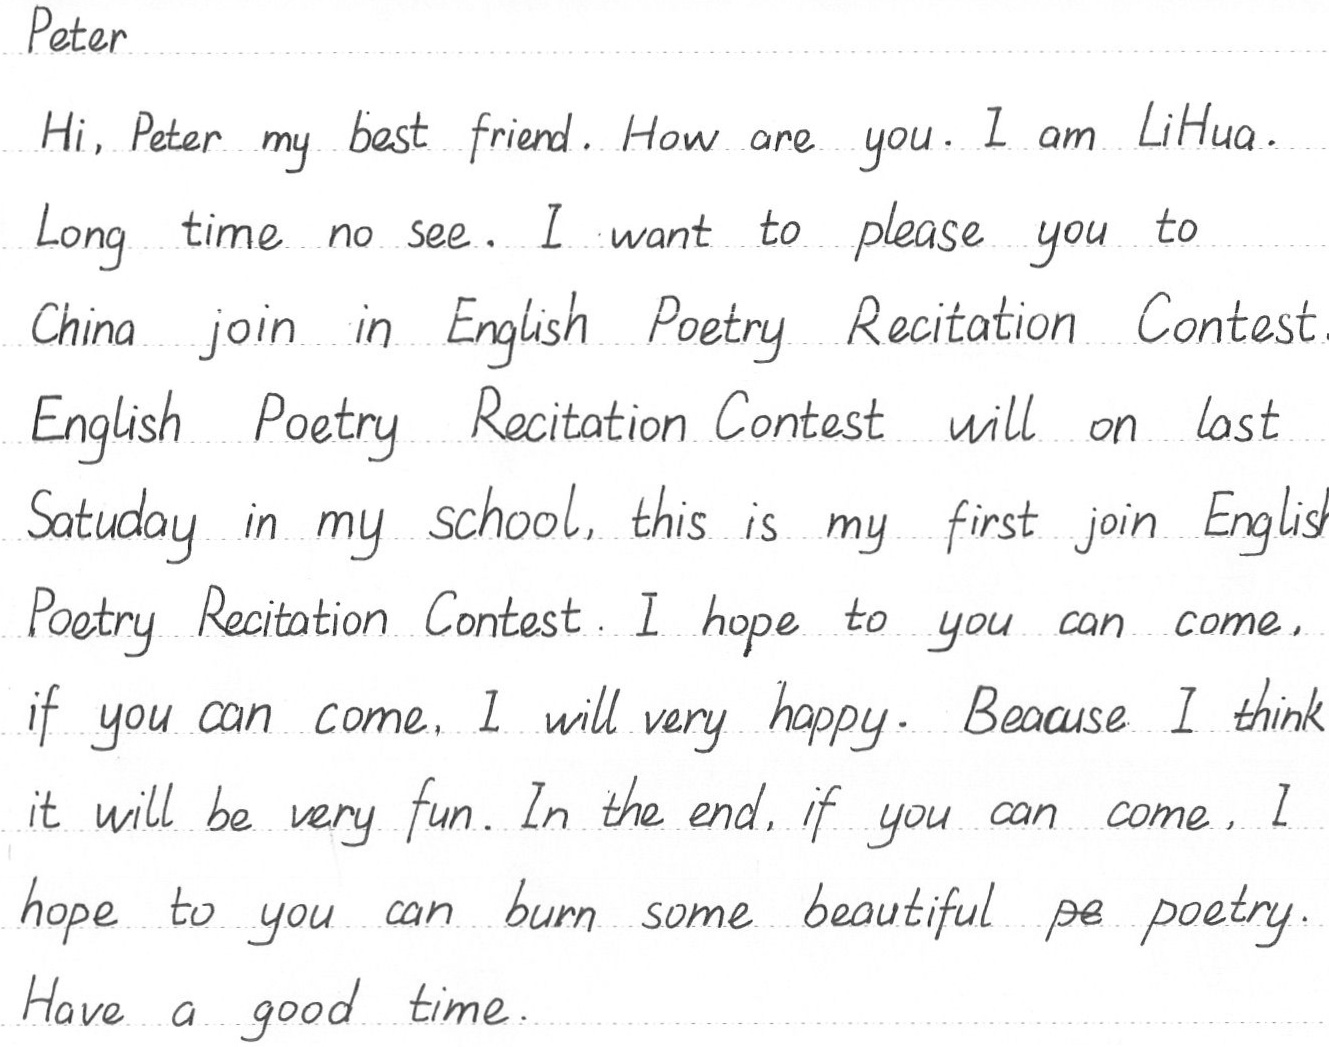 Peter
Hi, Peter my best friend. How are you. I am LiHua.
Long time no see. I want to please you to
China join in English Poetry Recitation Contest.
English Poetry Recitation Contest will on last
Satuday in my school, this is my first join English
Poetry Recitation Contest. I hope to you can come,
if you can come, I will very happy. Beacuse I think
it will be very fun. In the end, if you can come, I
hope to you can burn some beautiful pe poetry.
Have a good time.